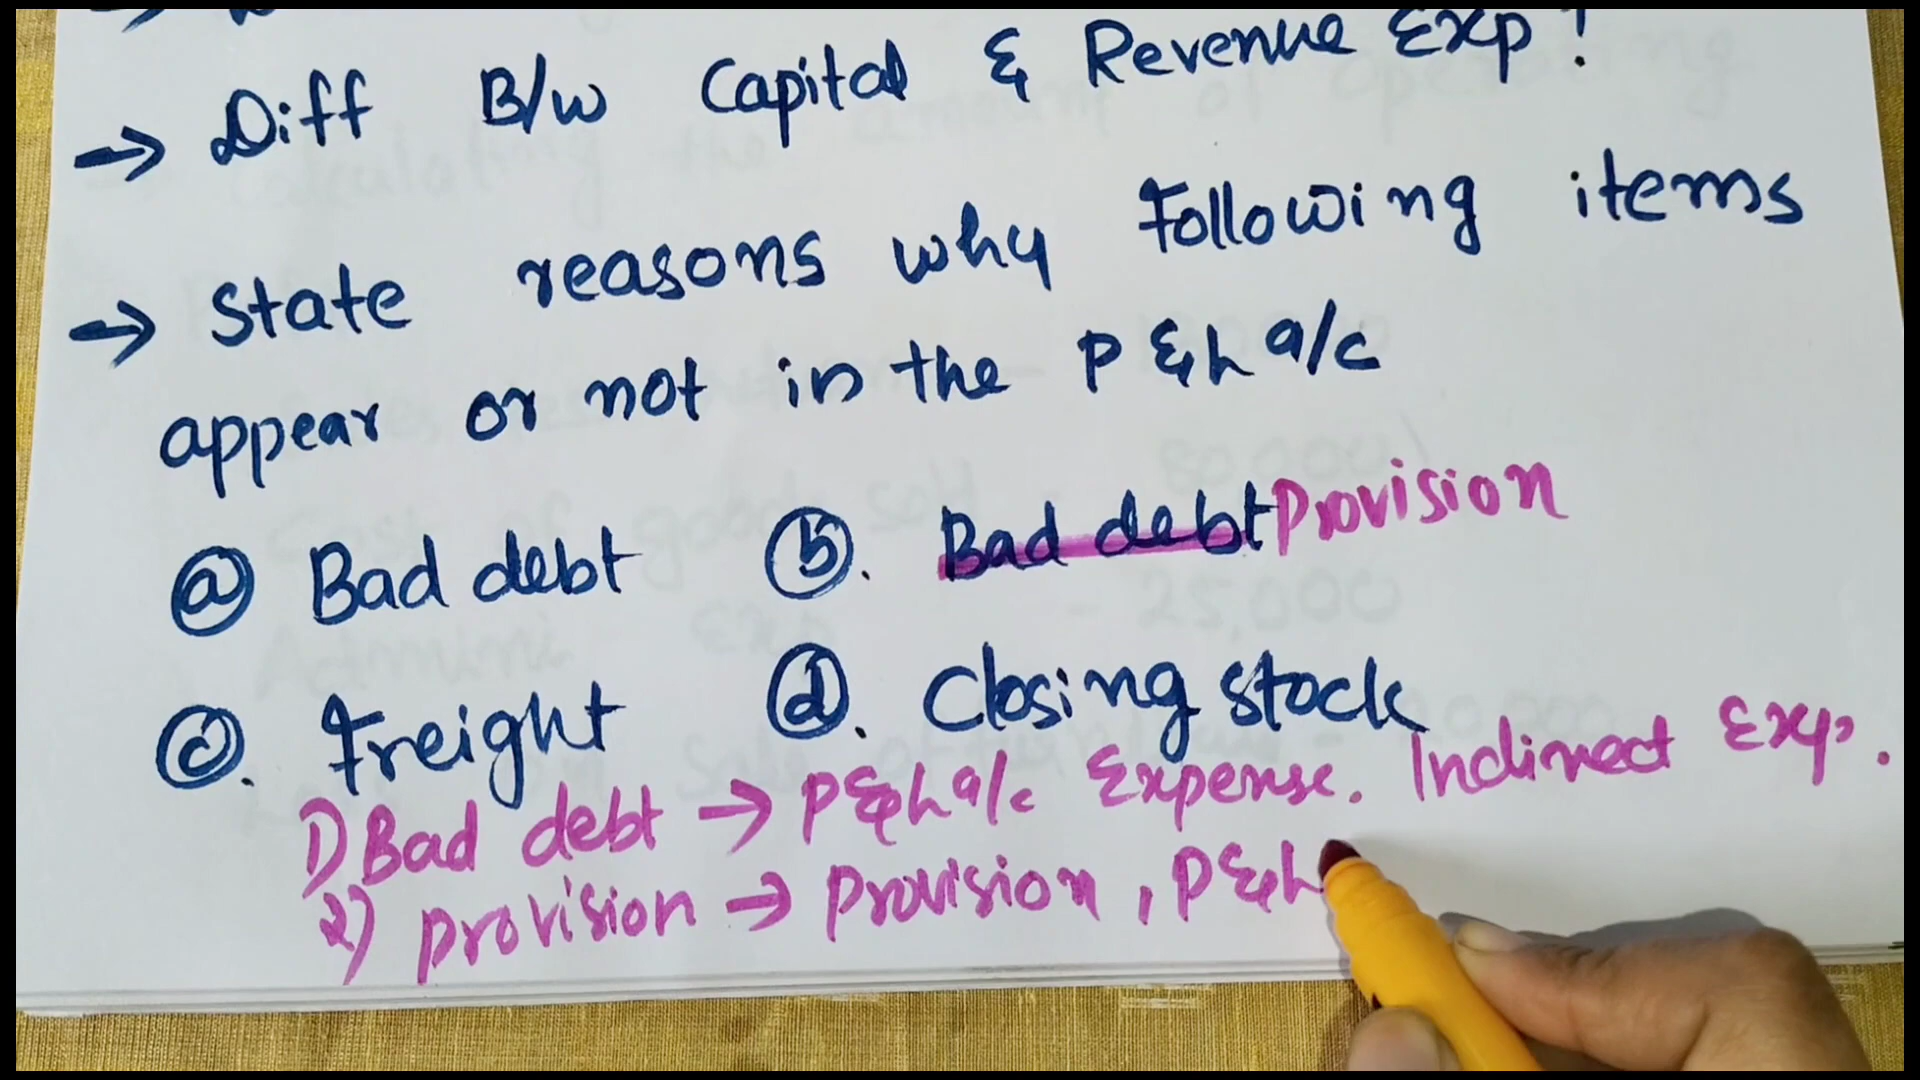 → Diff B/w Capital & Revenue Exp?
→ State reasons why following items
appear or not in the P & L a/c
ⓐ Bad debt ⓑ. Bad debt Provision
ⓒ. Freight ⓓ. Closing stock
1) Bad debt → P & L a/c Expense. Indirect Exp.
2) Provision → Provision, P & L